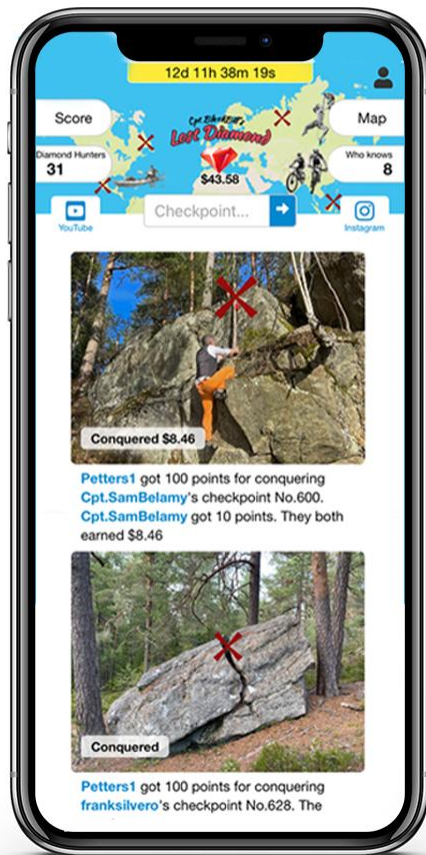 12d 11h 38m 19s
Score
Map
Cpt. BlackBill's
Lost Diamond
Diamond Hunters
31
Who knows
8
$43.58
Checkpoint...
YouTube
Instagram
Conquered $8.46
Petters1 got 100 points for conquering
Cpt.SamBelamy's checkpoint No.600.
Cpt.SamBelamy got 10 points. They both
earned $8.46
Conquered
Petters1 got 100 points for conquering
franksilvero's checkpoint No.628. The